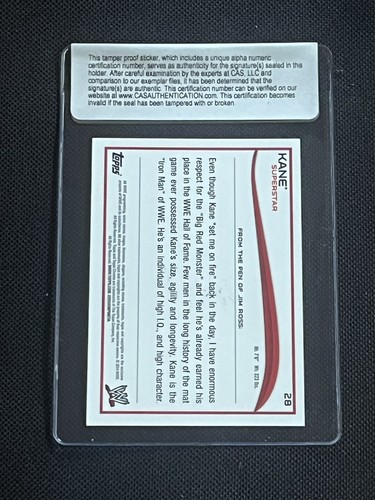 This tamper proof sticker, which includes a unique alpha numeric
certification number, serves as authenticity for the signature(s) sealed in this
holder. After careful examination by the experts at CAS, LLC and
comparison to our exemplar files, it has been determined that the
signature(s) are authentic. This certification number can be verified on our
website at www.CASAUTHENTICATION.com. This certification becomes
invalid if the seal has been tampered with or broken.
KANE
SUPERSTAR
28
FROM THE PEN OF JIM ROSS:
Even though Kane "set me on fire" back in the day, I have enormous
respect for the "Big Red Monster" and feel he's already earned his
place in the WWE Hall of Fame. Few men in the long history of the mat
game ever possessed Kane's size, agility and longevity. Kane is the
"Iron Man" of WWE. He's an individual of high I.Q., and high character.
topps
W